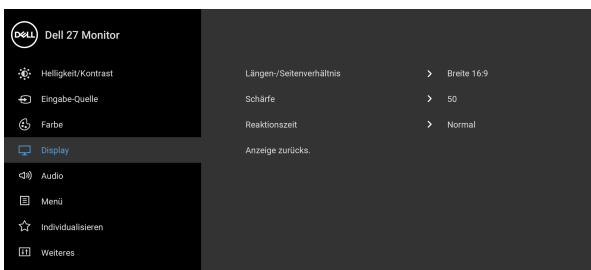 DELL Dell 27 Monitor
Helligkeit/Kontrast
Eingabe-Quelle
Farbe
Display
Audio
Menü
Individualisieren
Weiteres
Längen-/Seitenverhältnis Breite 16:9
Schärfe 50
Reaktionszeit Normal
Anzeige zurücks.